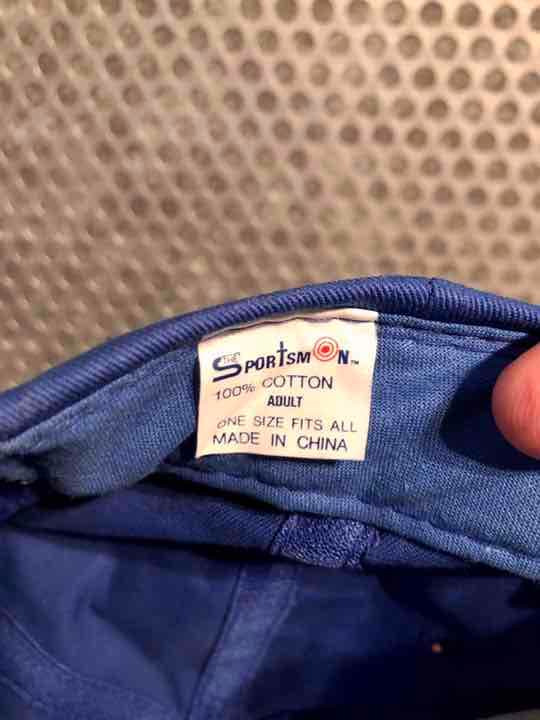 THE SPORTSMAN™
100% COTTON
ADULT
ONE SIZE FITS ALL
MADE IN CHINA